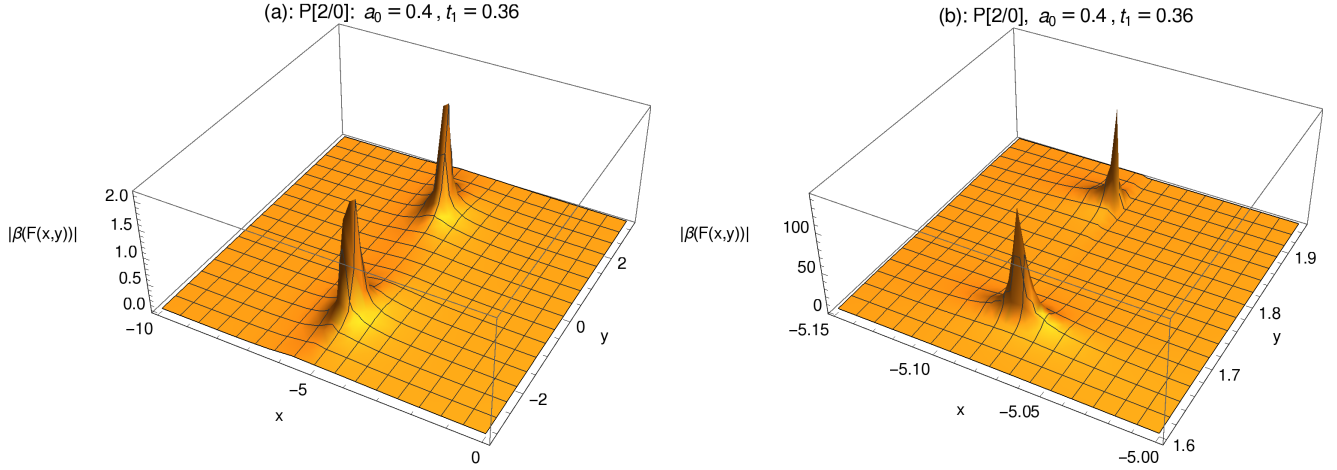 (a): P[2/0]: a₀ = 0.4 , t₁ = 0.36
2.0
1.5
|β(F(x,y))|
1.0
0.5
0.0
−10
−5
0
x
−2
0
2
y
(b): P[2/0], a₀ = 0.4 , t₁ = 0.36
100
|β(F(x,y))|
50
0
−5.15
−5.10
−5.05
−5.00
x
1.6
1.7
1.8
1.9
y